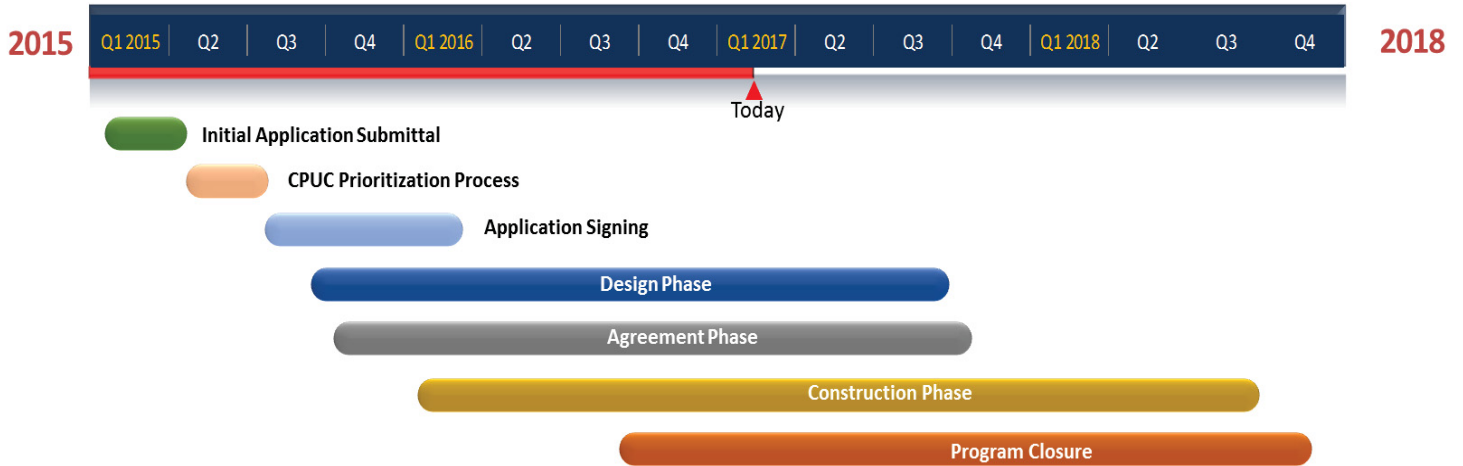 2015 Q1 2015 Q2 Q3 Q4 Q1 2016 Q2 Q3 Q4 Q1 2017 Q2 Q3 Q4 Q1 2018 Q2 Q3 Q4 2018
Today
Initial Application Submittal
CPUC Prioritization Process
Application Signing
Design Phase
Agreement Phase
Construction Phase
Program Closure